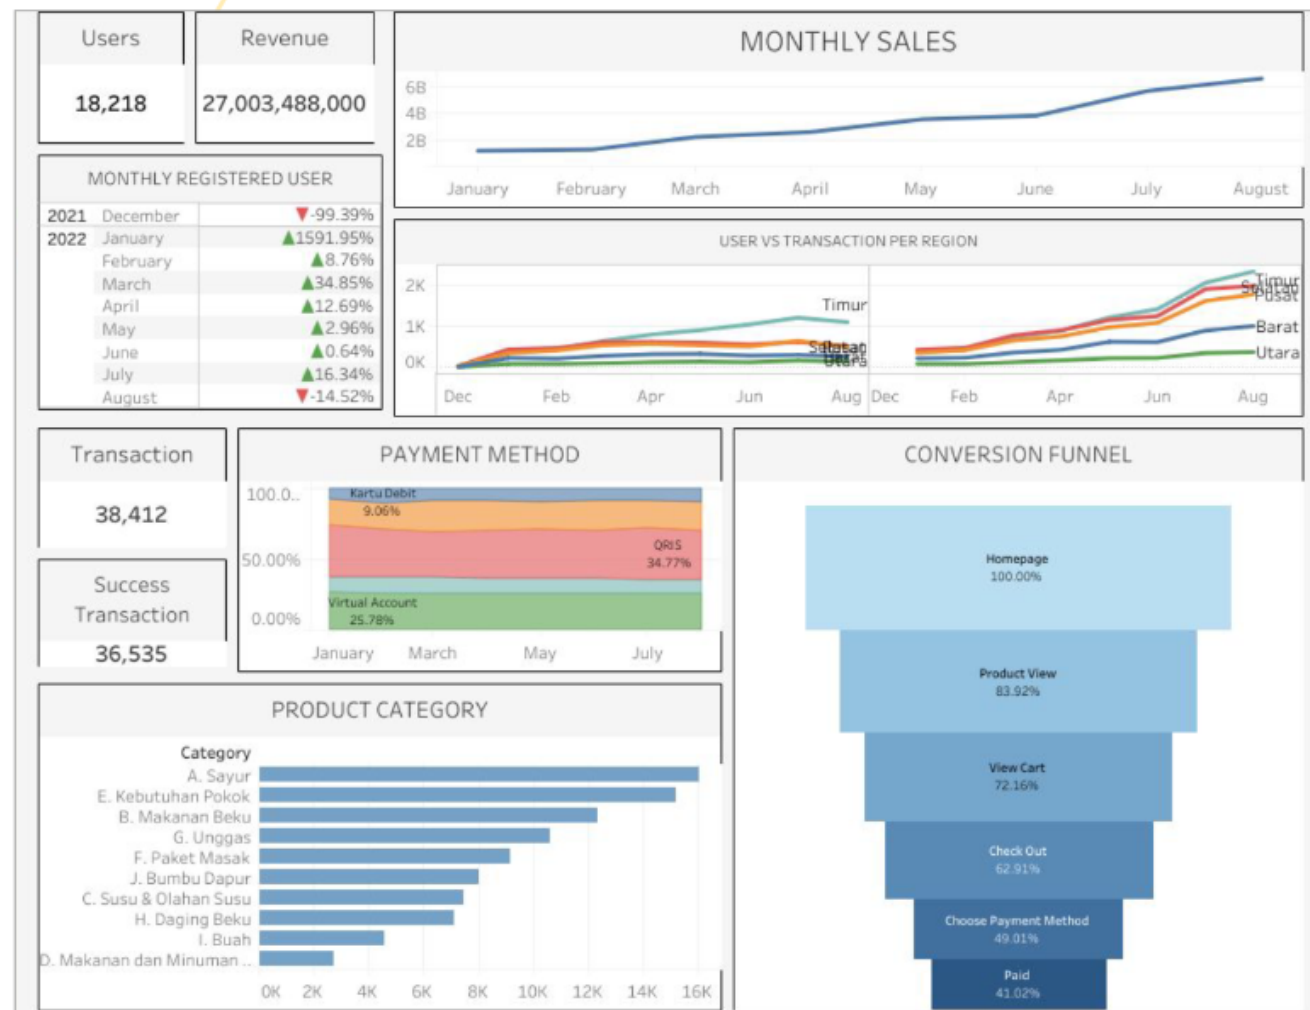 Users
18,218
Revenue
27,003,488,000
MONTHLY SALES
6B
4B
2B
January February March April May June July August
MONTHLY REGISTERED USER
2021 December ▼-99.39%
2022 January ▲1591.95%
February ▲8.76%
March ▲34.85%
April ▲12.69%
May ▲2.96%
June ▲0.64%
July ▲16.34%
August ▼-14.52%
USER VS TRANSACTION PER REGION
2K
1K
0K
Timur
Selatan
Utara
Timur
Selatan
Pusat
Barat
Utara
Dec Feb Apr Jun Aug Dec Feb Apr Jun Aug
Transaction
38,412
Success
Transaction
36,535
PAYMENT METHOD
100.0..
50.00%
0.00%
Kartu Debit
9.06%
QRIS
34.77%
Virtual Account
25.78%
January March May July
PRODUCT CATEGORY
Category
A. Sayur
E. Kebutuhan Pokok
B. Makanan Beku
G. Unggas
F. Paket Masak
J. Bumbu Dapur
C. Susu & Olahan Susu
H. Daging Beku
I. Buah
D. Makanan dan Minuman ..
0K 2K 4K 6K 8K 10K 12K 14K 16K
CONVERSION FUNNEL
Homepage
100.00%
Product View
83.92%
View Cart
72.16%
Check Out
62.91%
Choose Payment Method
49.01%
Paid
41.02%